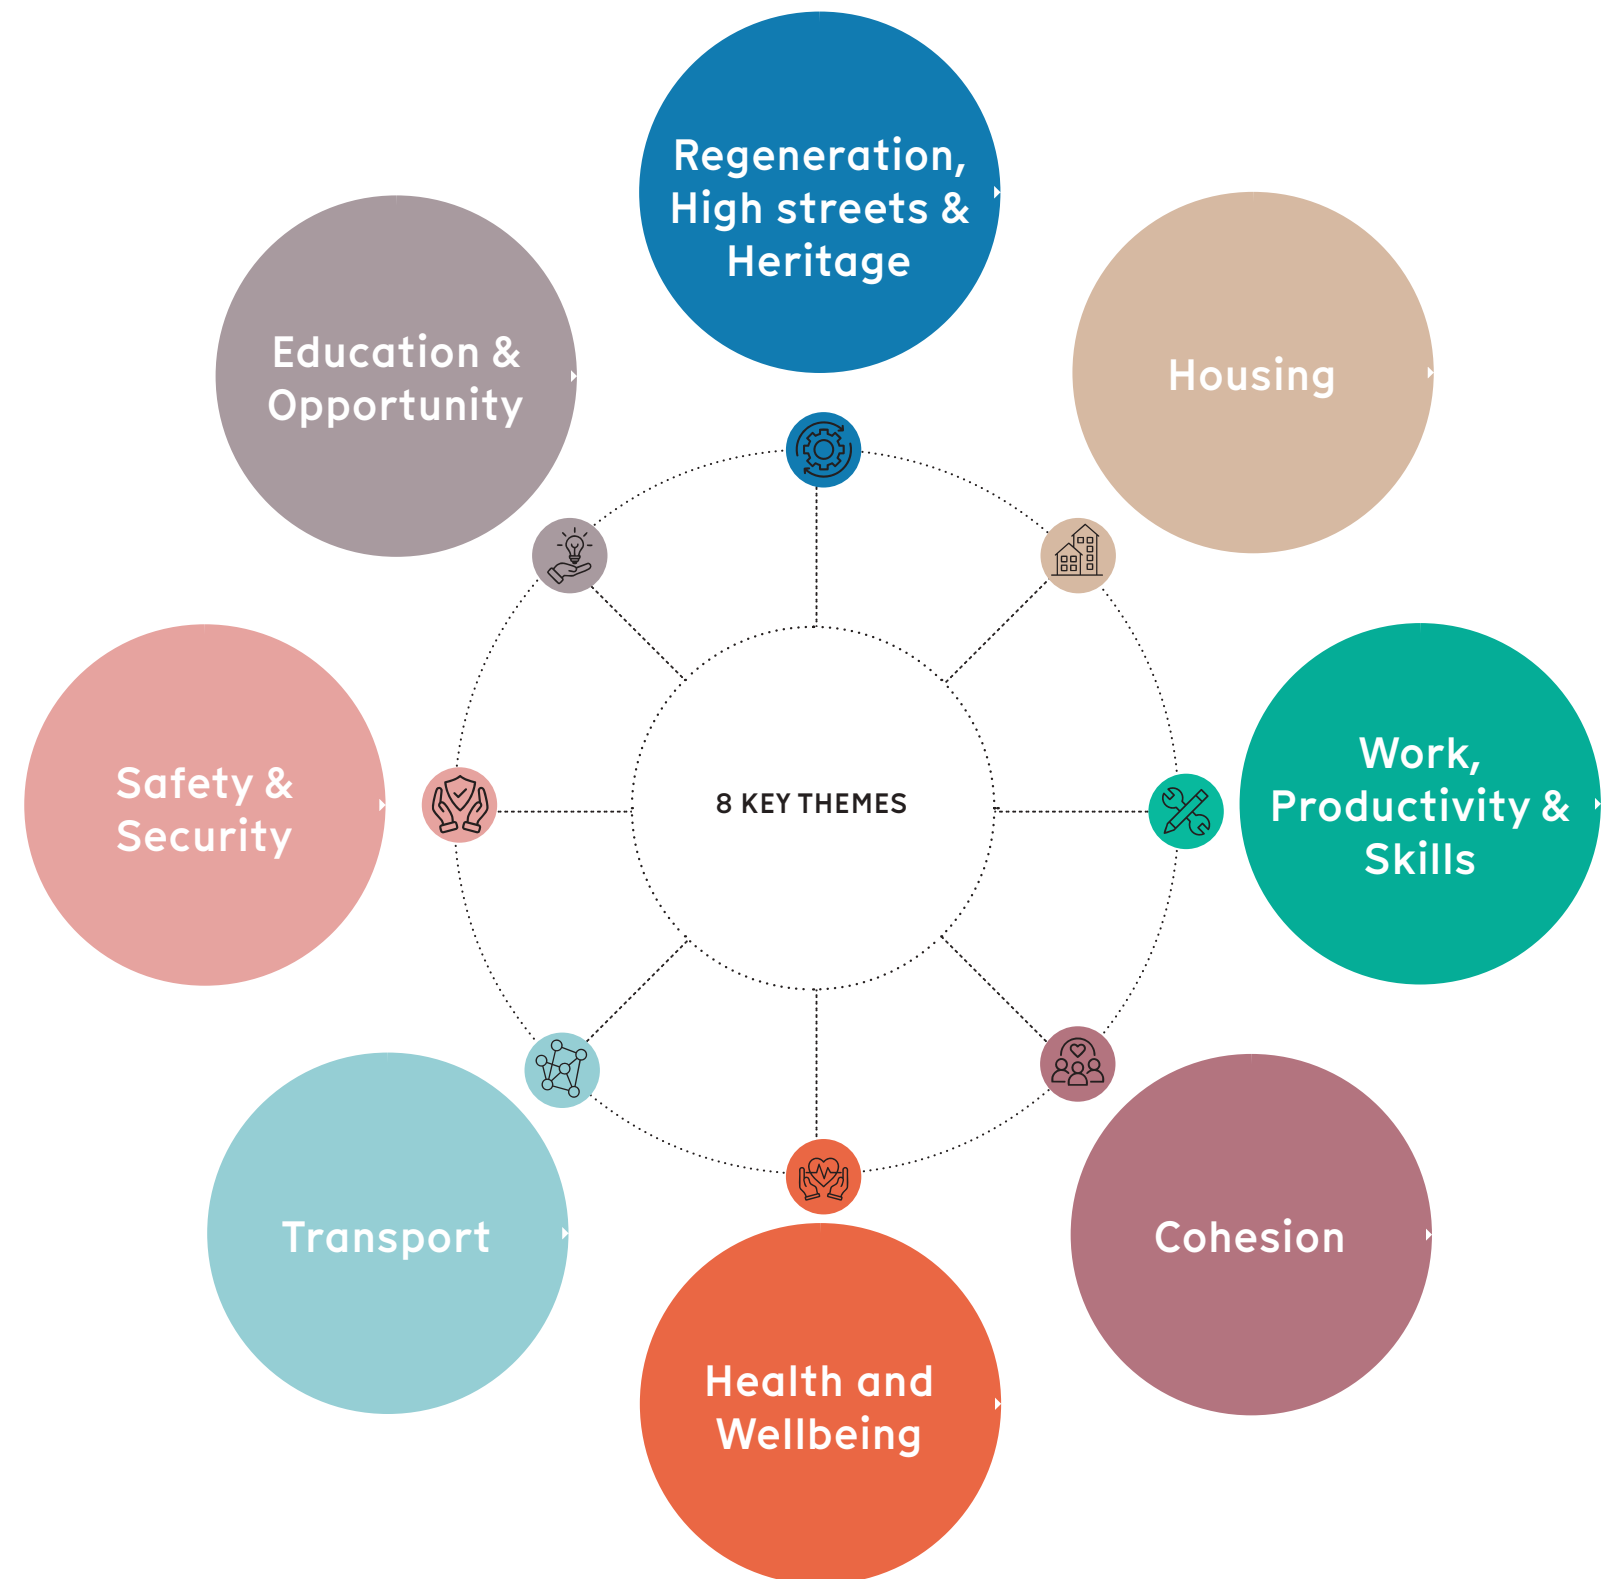 Regeneration,
High streets &
Heritage
Housing
Education &
Opportunity
Work,
Productivity &
Skills
Safety &
Security
8 KEY THEMES
Transport
Cohesion
Health and
Wellbeing